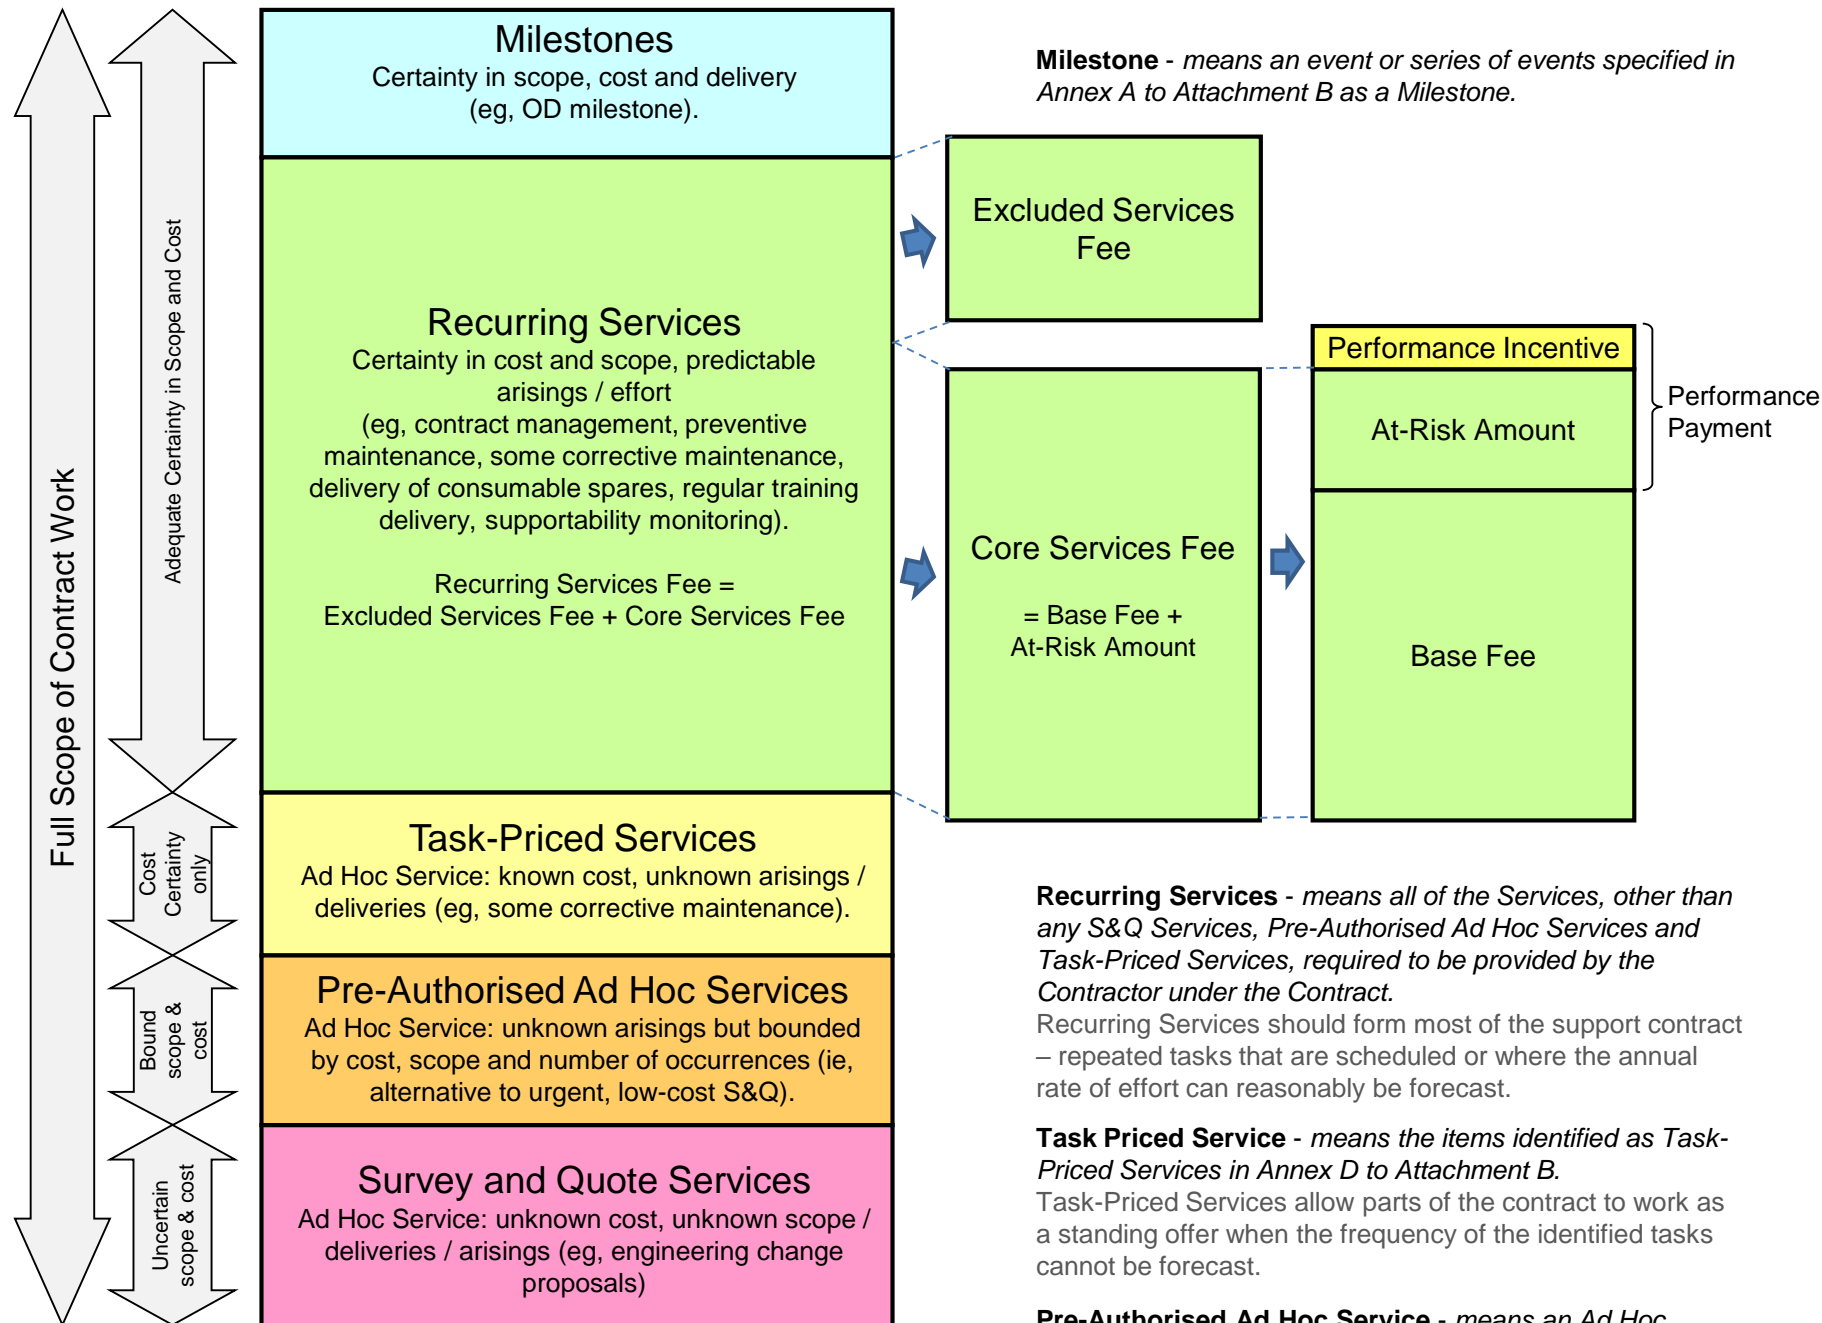 Full Scope of Contract Work
Adequate Certainty in Scope and Cost
Cost
Certainty
only
Bound
scope &
cost
Uncertain
scope & cost
Milestones
Certainty in scope, cost and delivery
(eg, OD milestone).
Recurring Services
Certainty in cost and scope, predictable
arisings / effort
(eg, contract management, preventive
maintenance, some corrective maintenance,
delivery of consumable spares, regular training
delivery, supportability monitoring).
Recurring Services Fee =
Excluded Services Fee + Core Services Fee
Task-Priced Services
Ad Hoc Service: known cost, unknown arisings /
deliveries (eg, some corrective maintenance).
Pre-Authorised Ad Hoc Services
Ad Hoc Service: unknown arisings but bounded
by cost, scope and number of occurrences (ie,
alternative to urgent, low-cost S&Q).
Survey and Quote Services
Ad Hoc Service: unknown cost, unknown scope /
deliveries / arisings (eg, engineering change
proposals)
Milestone - means an event or series of events specified in
Annex A to Attachment B as a Milestone.
Excluded Services
Fee
Core Services Fee
= Base Fee +
At-Risk Amount
Performance Incentive
At-Risk Amount
Base Fee
Performance
Payment
Recurring Services - means all of the Services, other than
any S&Q Services, Pre-Authorised Ad Hoc Services and
Task-Priced Services, required to be provided by the
Contractor under the Contract.
Recurring Services should form most of the support contract
– repeated tasks that are scheduled or where the annual
rate of effort can reasonably be forecast.
Task Priced Service - means the items identified as Task-
Priced Services in Annex D to Attachment B.
Task-Priced Services allow parts of the contract to work as
a standing offer when the frequency of the identified tasks
cannot be forecast.
Pre-Authorised Ad Hoc Service - means an Ad Hoc